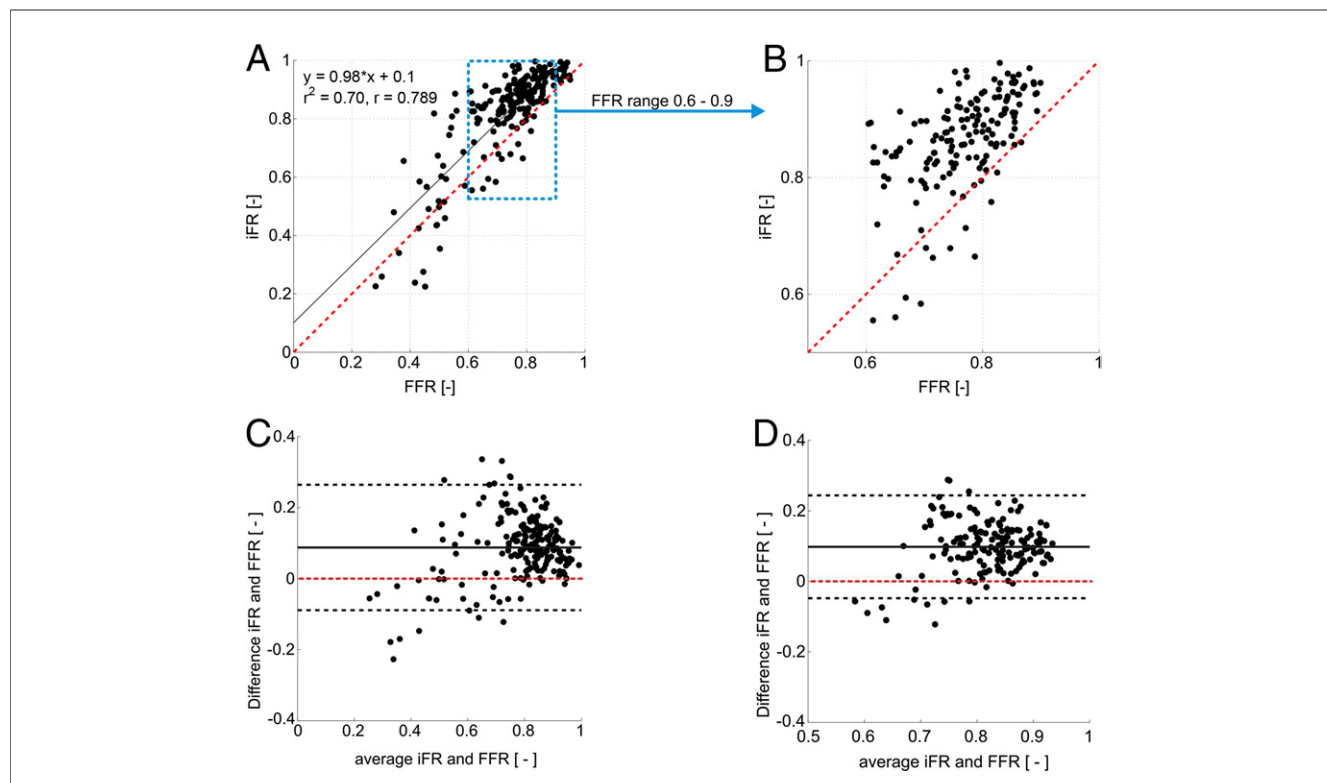 A
y = 0.98*x + 0.1
r² = 0.70, r = 0.789
iFR [-]
1
0.8
0.6
0.4
0.2
0
0 0.2 0.4 0.6 0.8 1
FFR [-]
FFR range 0.6 - 0.9
B
iFR [-]
1
0.8
0.6
0.6 0.8 1
FFR [-]
C
Difference iFR and FFR [ - ]
0.4
0.2
0
-0.2
-0.4
0 0.2 0.4 0.6 0.8 1
average iFR and FFR [ - ]
D
Difference iFR and FFR [ - ]
0.4
0.2
0
-0.2
-0.4
0.5 0.6 0.7 0.8 0.9 1
average iFR and FFR [ - ]